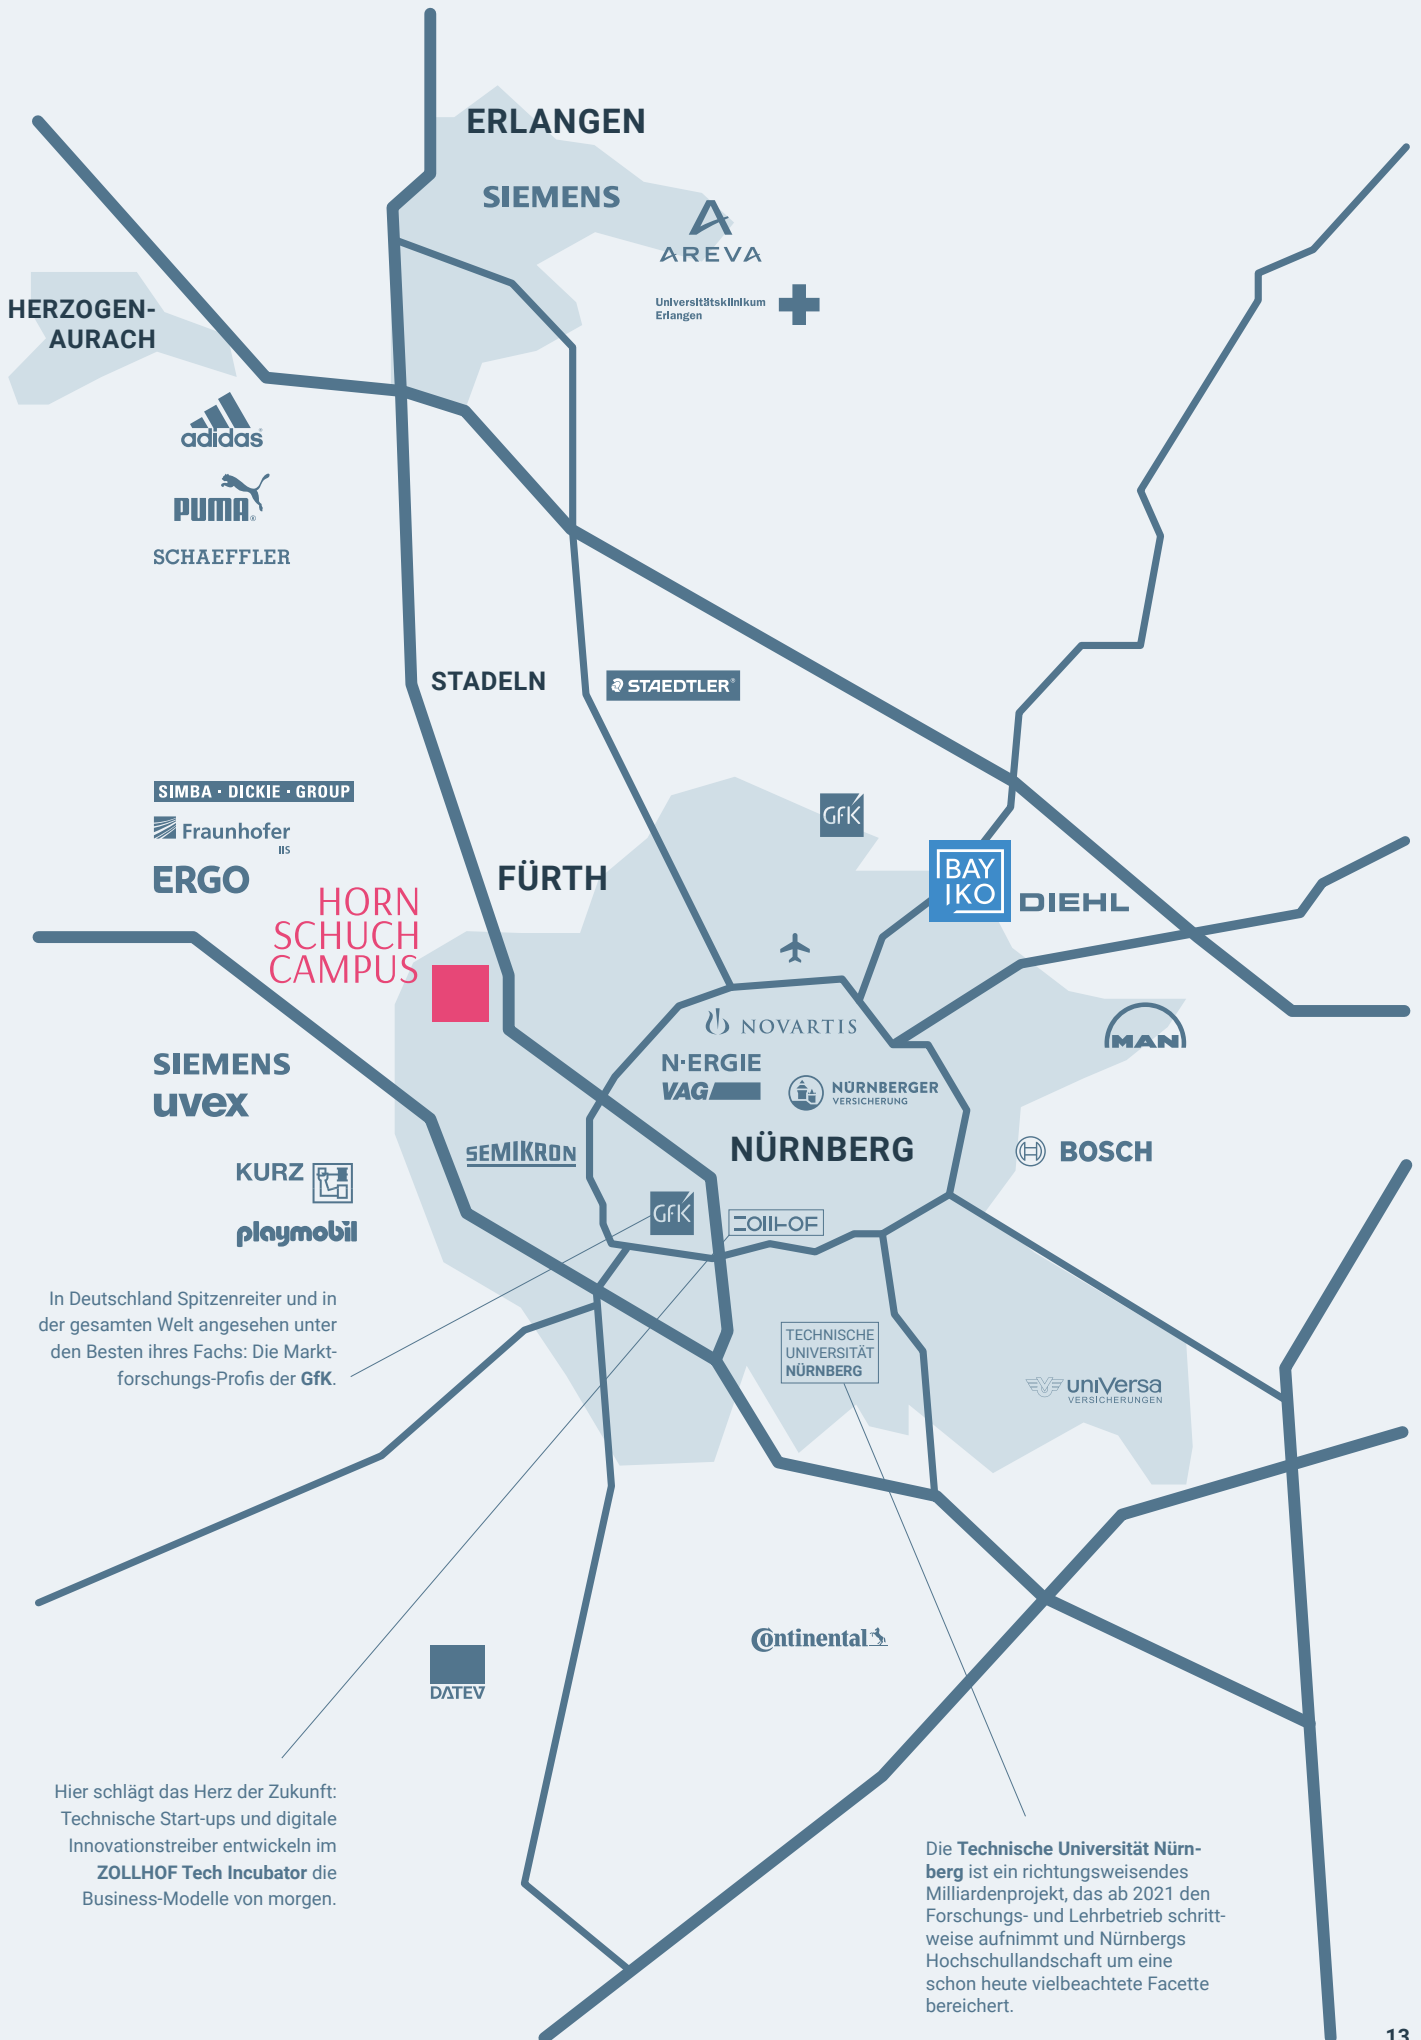 ERLANGEN
SIEMENS
AREVA
Universitätsklinikum
Erlangen
HERZOGEN-
AURACH
adidas
PUMA
SCHAEFFLER
STADELN
STAEDTLER
SIMBA · DICKIE · GROUP
Fraunhofer
IIS
ERGO
GfK
FÜRTH
BAY
IKO
DIEHL
HORN
SCHUCH
CAMPUS
NOVARTIS
MAN
N·ERGIE
VAG
NÜRNBERGER
VERSICHERUNG
SIEMENS
uvex
SEMIKRON
NÜRNBERG
BOSCH
KURZ
playmobil
GfK
ZOLLHOF
In Deutschland Spitzenreiter und in
der gesamten Welt angesehen unter
den Besten ihres Fachs: Die Markt-
forschungs-Profis der GfK.
TECHNISCHE
UNIVERSITÄT
NÜRNBERG
uniVersa
VERSICHERUNGEN
Continental
DATEV
Hier schlägt das Herz der Zukunft:
Technische Start-ups und digitale
Innovationstreiber entwickeln im
ZOLLHOF Tech Incubator die
Business-Modelle von morgen.
Die Technische Universität Nürn-
berg ist ein richtungsweisendes
Milliardenprojekt, das ab 2021 den
Forschungs- und Lehrbetrieb schritt-
weise aufnimmt und Nürnbergs
Hochschullandschaft um eine
schon heute vielbeachtete Facette
bereichert.
13